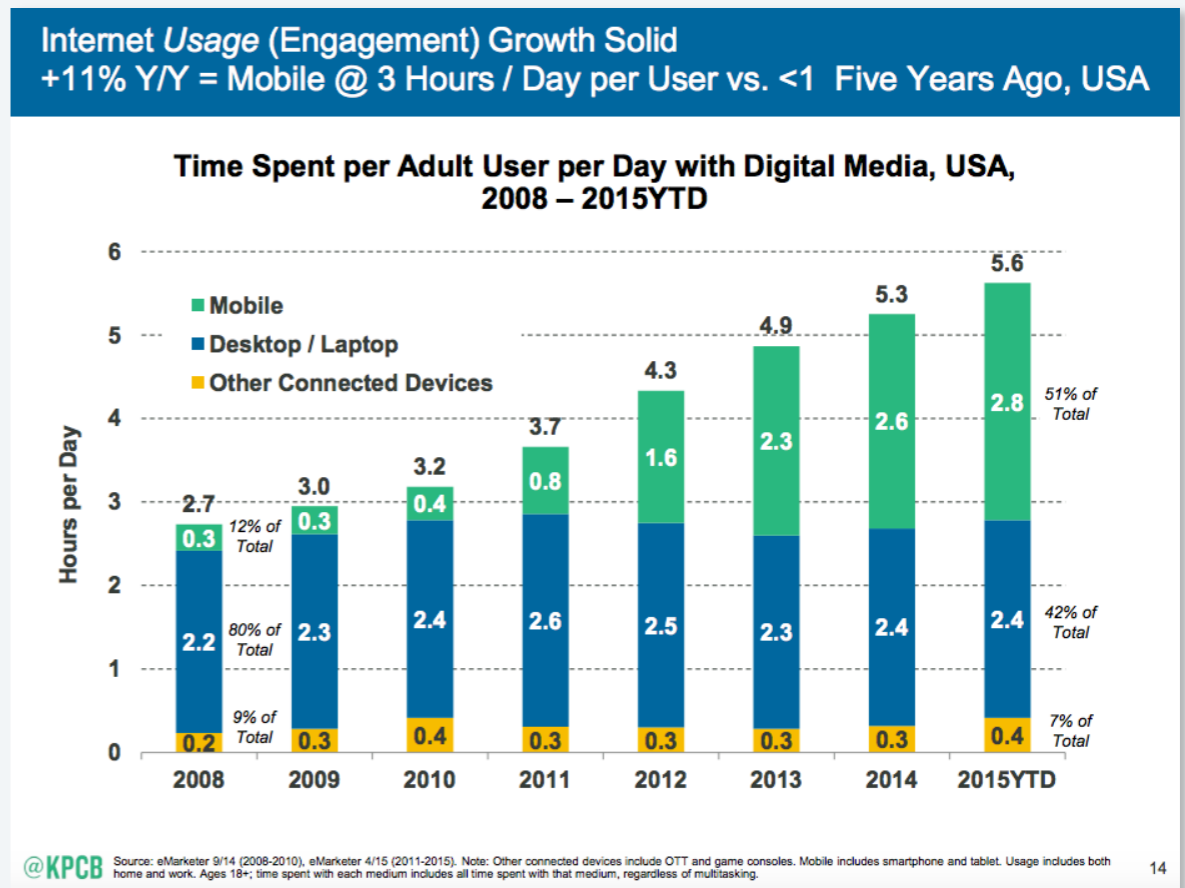 Internet Usage (Engagement) Growth Solid
+11% Y/Y = Mobile @ 3 Hours / Day per User vs. <1 Five Years Ago, USA
Time Spent per Adult User per Day with Digital Media, USA,
2008 – 2015YTD
Hours per Day
6
5
4
3
2
1
0
Mobile
Desktop / Laptop
Other Connected Devices
2.7
0.3
2.2
0.2
12% of
Total
80% of
Total
9% of
Total
3.0
0.3
2.3
0.3
3.2
0.4
2.4
0.4
3.7
0.8
2.6
0.3
4.3
1.6
2.5
0.3
4.9
2.3
2.3
0.3
5.3
2.6
2.4
0.3
5.6
2.8
2.4
0.4
51% of
Total
42% of
Total
7% of
Total
2008 2009 2010 2011 2012 2013 2014 2015YTD
@KPCB
Source: eMarketer 9/14 (2008-2010), eMarketer 4/15 (2011-2015). Note: Other connected devices include OTT and game consoles. Mobile includes smartphone and tablet. Usage includes both
home and work. Ages 18+; time spent with each medium includes all time spent with that medium, regardless of multitasking.
14